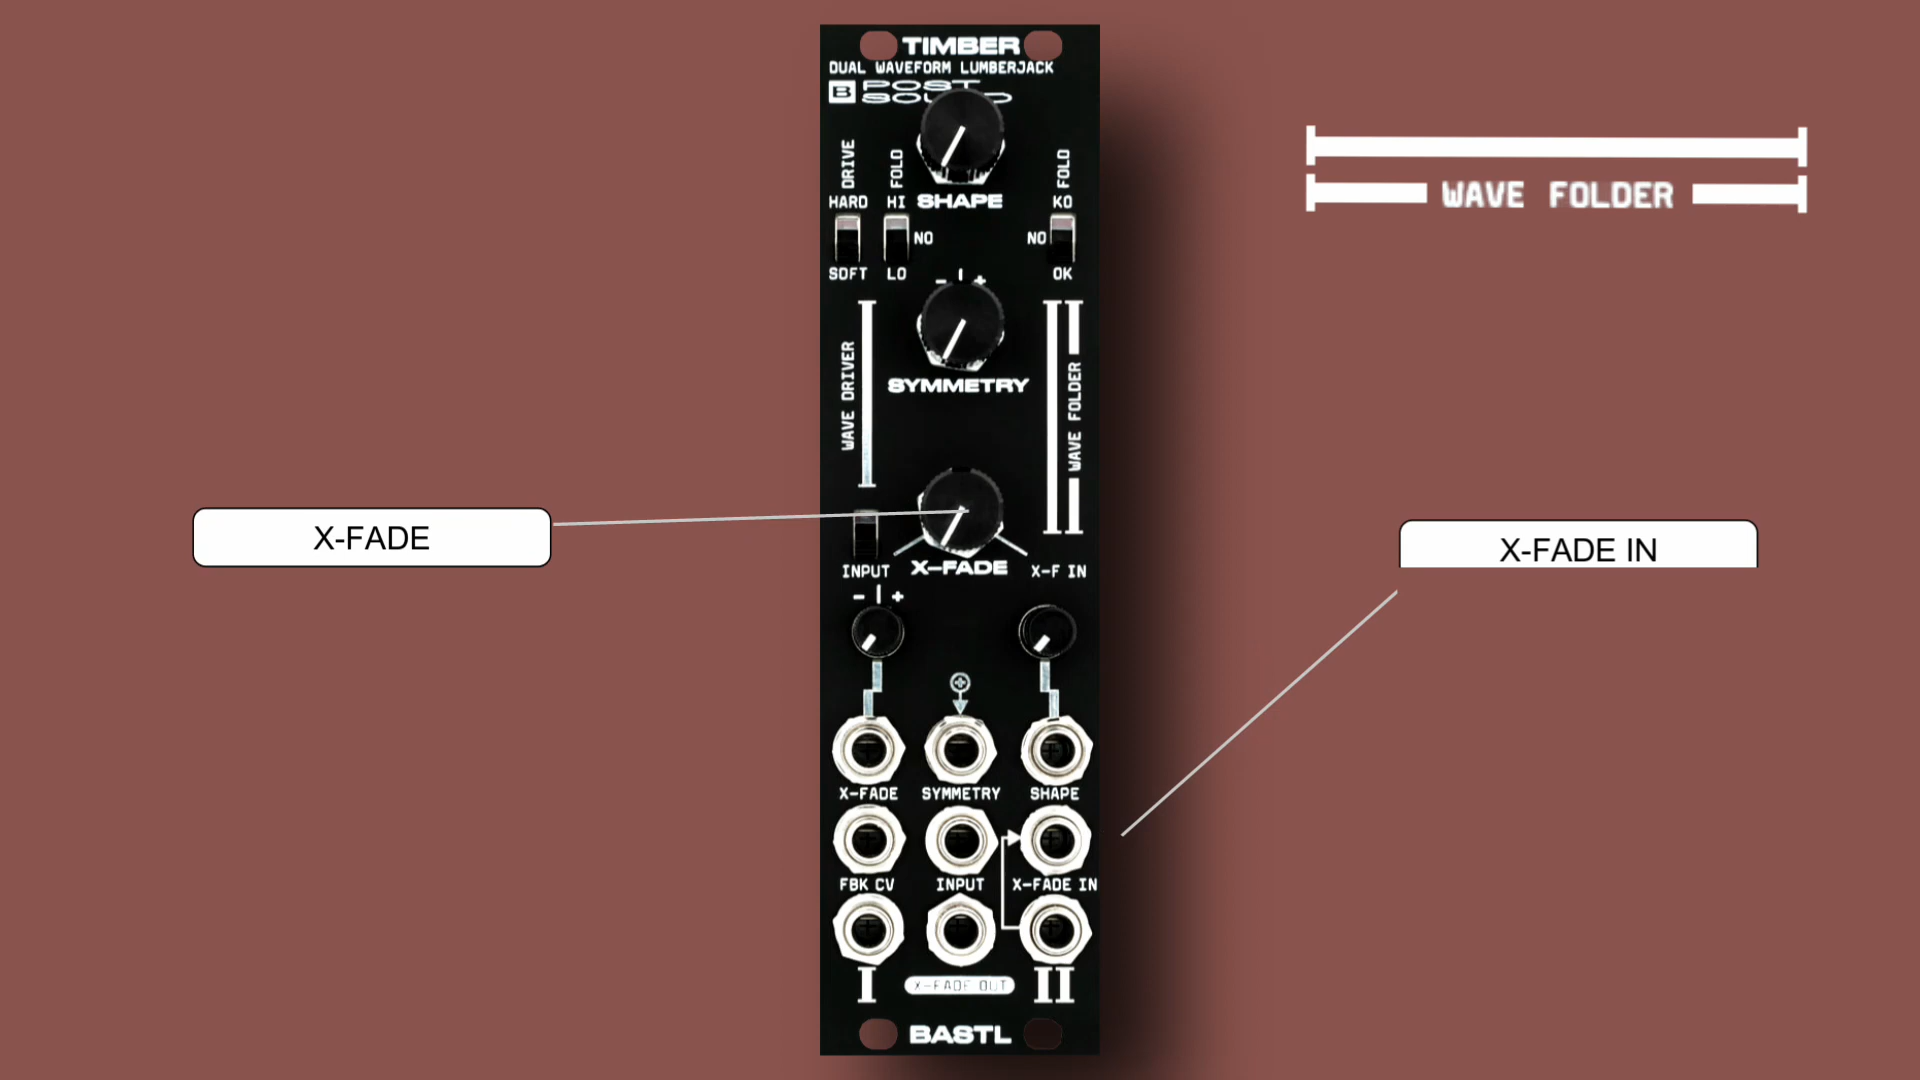 TIMBER
DUAL WAVEFORM LUMBERJACK
B POST
DRIVE
FOLD
FOLD
HARD HI SHAPE KO
NO NO
SOFT LO OK
- | +
WAVE FOLDER
WAVE DRIVER
WAVE FOLDER
SYMMETRY
X-FADE
X-FADE IN
INPUT X-FADE X-F IN
- | +
X-FADE SYMMETRY SHAPE
FBK CV INPUT X-FADE IN
I X-FADE OUT II
BASTL